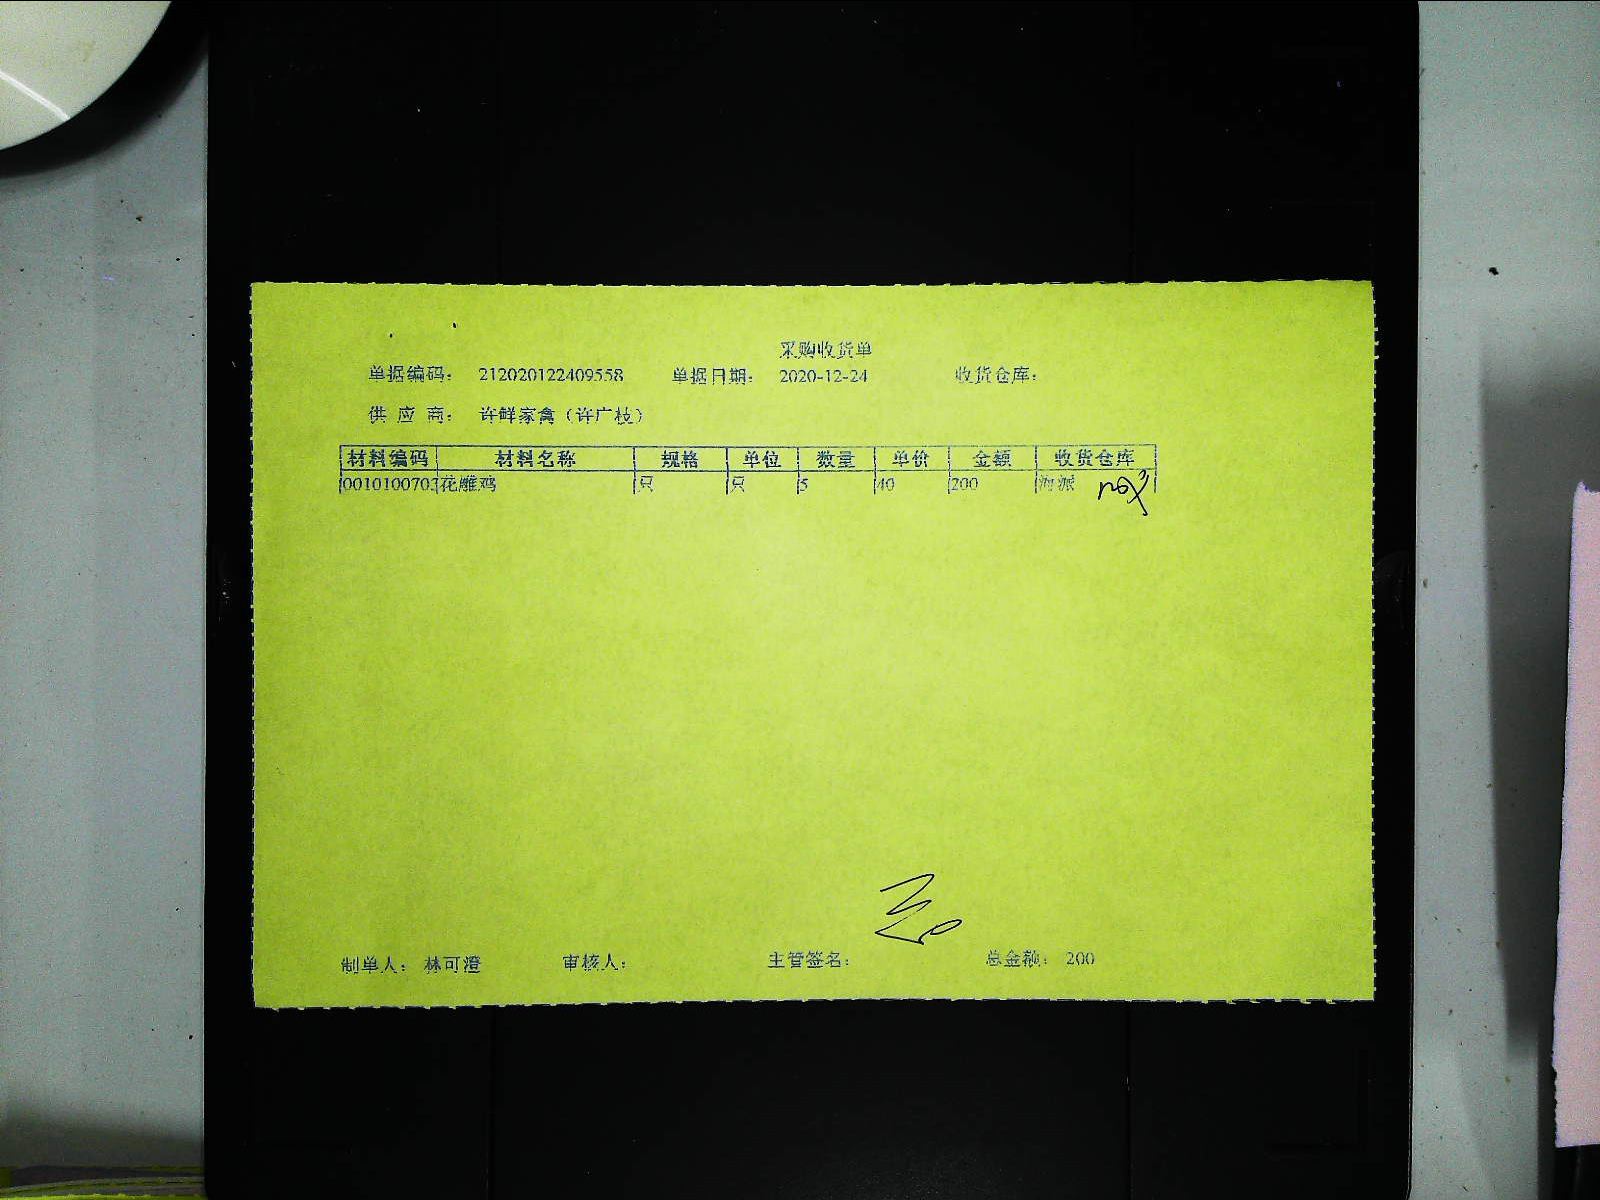 采购收货单
单据编码： 212020122409558 单据日期： 2020-12-24 收货仓库：
供 应 商： 许鲜家禽（许广枝）
材料编码 材料名称 规格 单位 数量 单价 金额 收货仓库
0010100703 花雕鸡 只 只 5 40 200 海派
制单人： 林可澄 审核人： 主管签名： 总金额： 200